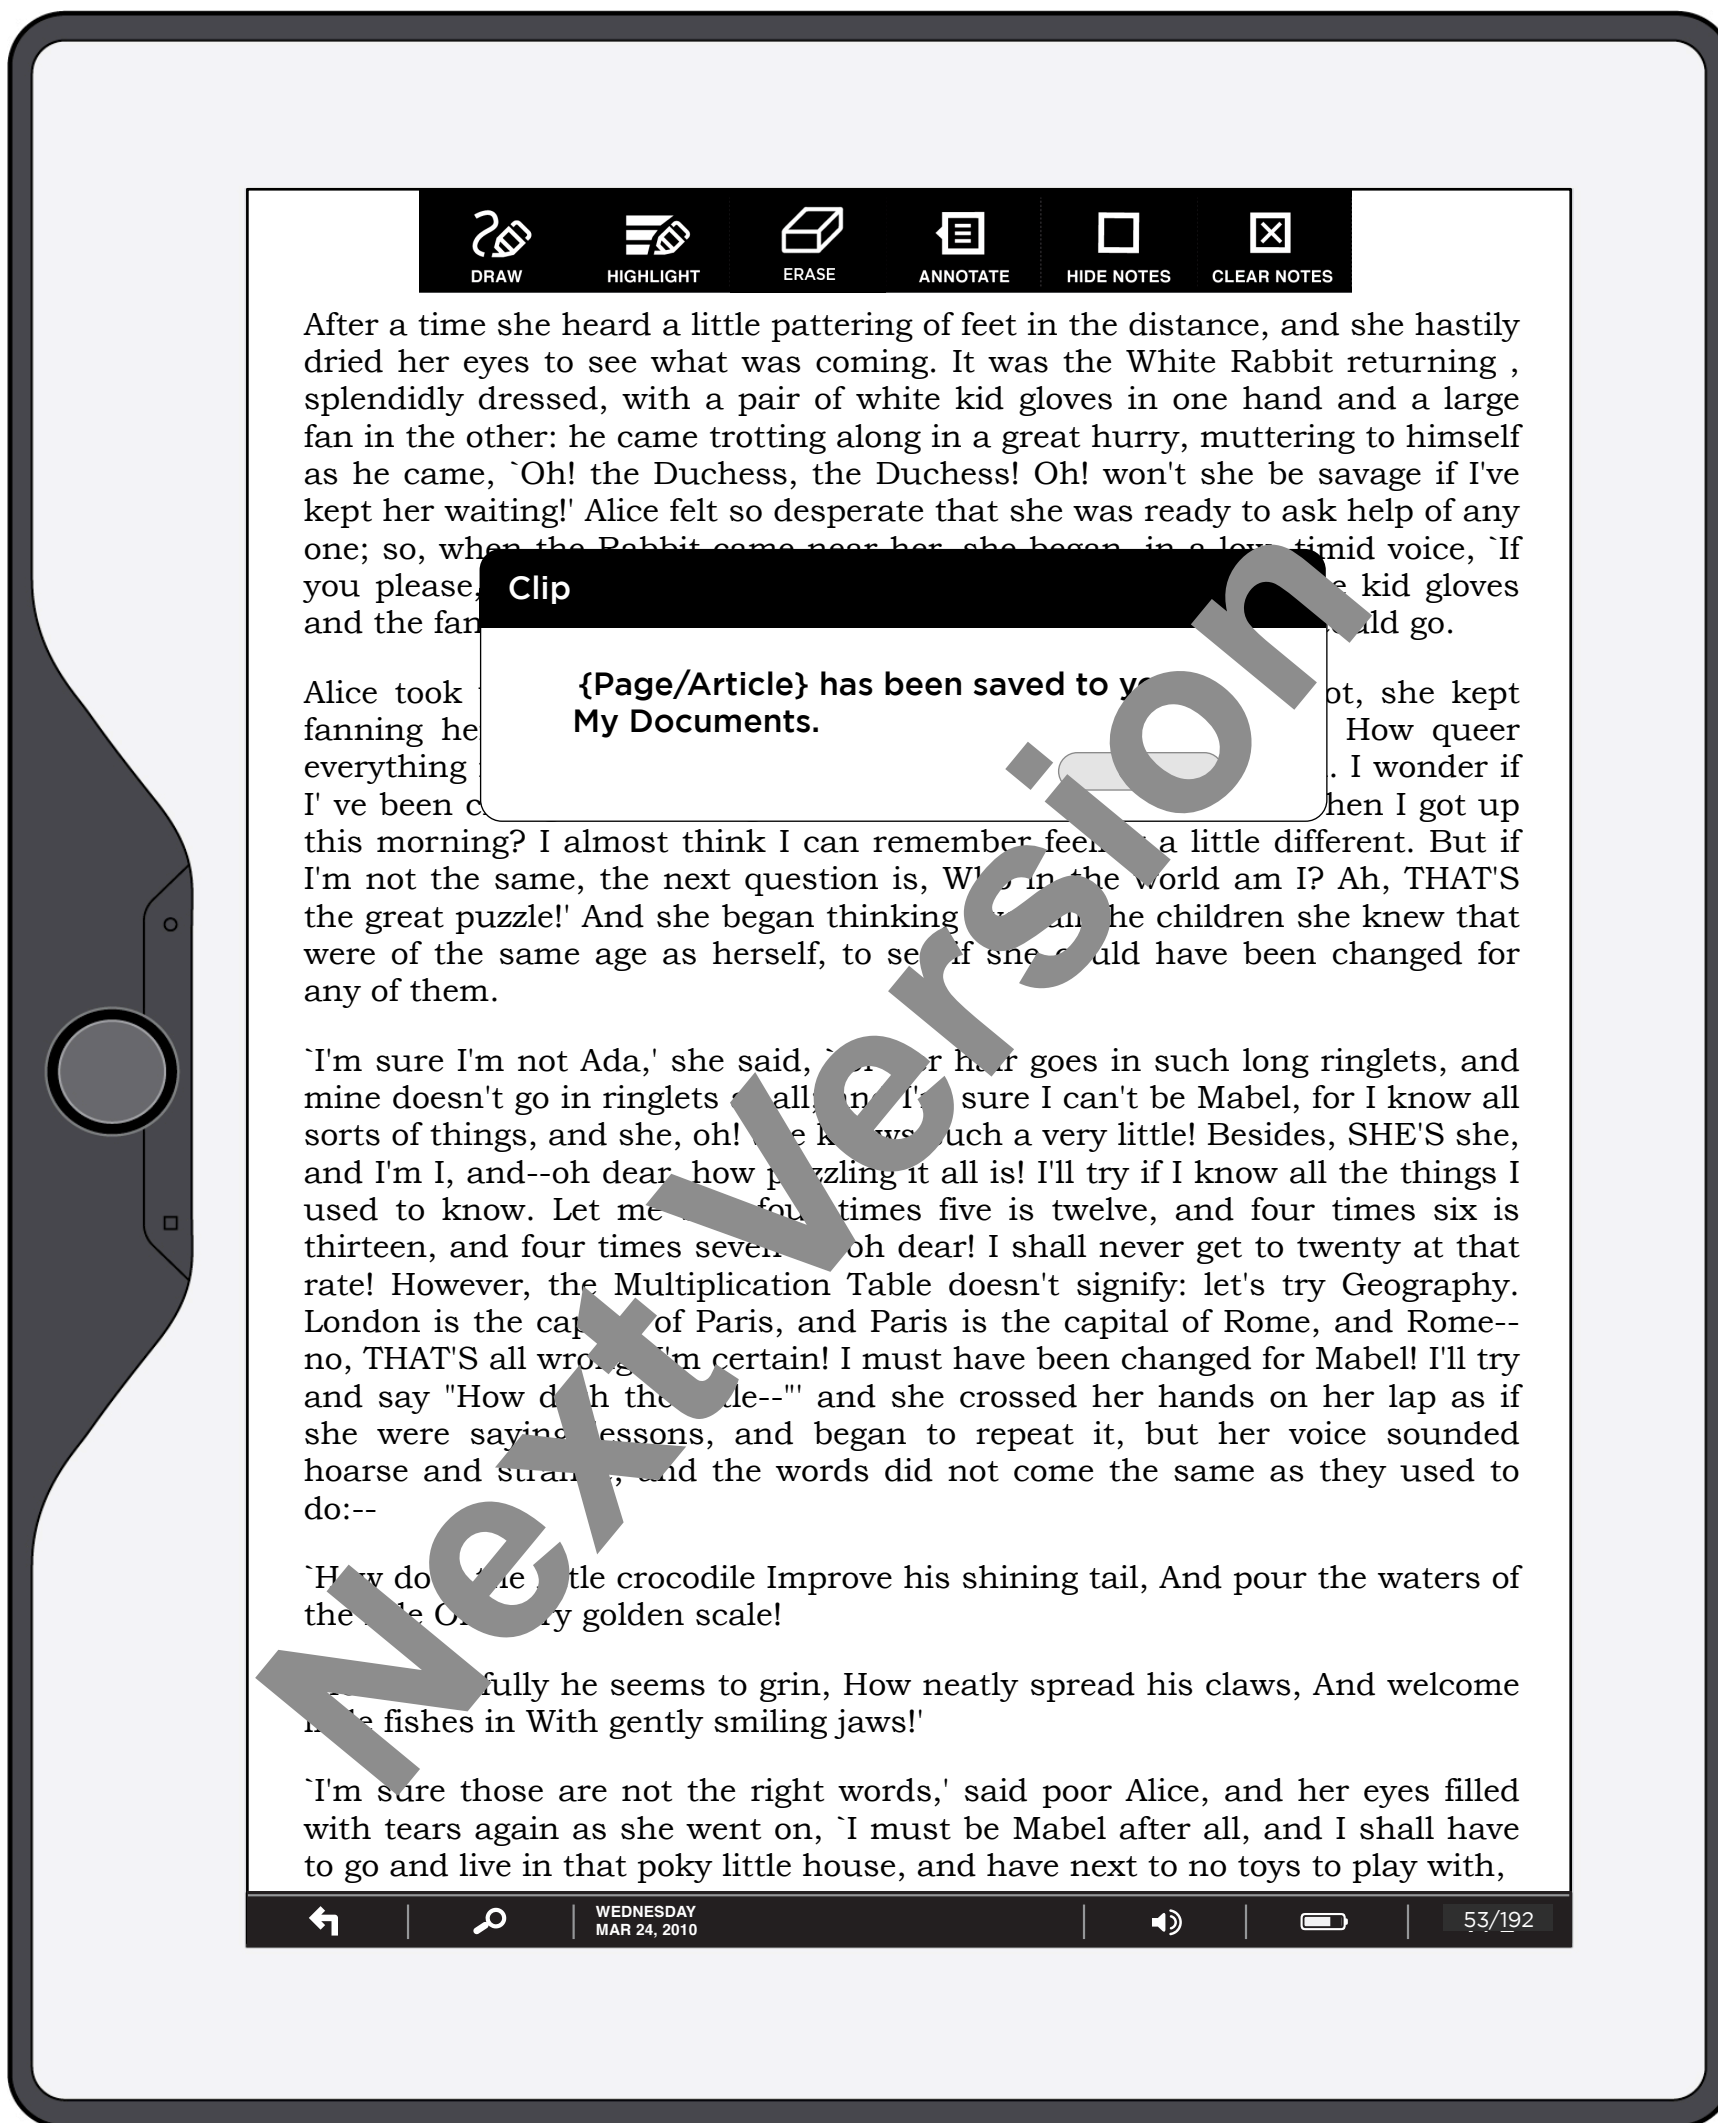 DRAW HIGHLIGHT ERASE ANNOTATE HIDE NOTES CLEAR NOTES
After a time she heard a little pattering of feet in the distance, and she hastily
dried her eyes to see what was coming. It was the White Rabbit returning ,
splendidly dressed, with a pair of white kid gloves in one hand and a large
fan in the other: he came trotting along in a great hurry, muttering to himself
as he came, `Oh! the Duchess, the Duchess! Oh! won't she be savage if I've
kept her waiting!' Alice felt so desperate that she was ready to ask help of any
one; so, when the Rabbit came near her, she began, in a low, timid voice, `If
you please, kid gloves
and the fan go.
Clip
{Page/Article} has been saved to
My Documents.
Alice took she kept
fanning How queer
everything I wonder if
I' ve been I got up
this morning? I almost think I can remember a little different. But if
I'm not the same, the next question is, in the world am I? Ah, THAT'S
the great puzzle!' And she began thinking the children she knew that
were of the same age as herself, to if she have been changed for
any of them.
`I'm sure I'm not Ada,' she said, goes in such long ringlets, and
mine doesn't go in ringlets sure I can't be Mabel, for I know all
sorts of things, and she, oh! such a very little! Besides, SHE'S she,
and I'm I, and--oh dear, how puzzling it all is! I'll try if I know all the things I
used to know. Let me four times five is twelve, and four times six is
thirteen, and four times seven oh dear! I shall never get to twenty at that
rate! However, the Multiplication Table doesn't signify: let's try Geography.
London is the of Paris, and Paris is the capital of Rome, and Rome--
no, THAT'S all wrong, I'm certain! I must have been changed for Mabel! I'll try
and say "How and she crossed her hands on her lap as if
she were saying lessons, and began to repeat it, but her voice sounded
hoarse and and the words did not come the same as they used to
do:--
the crocodile Improve his shining tail, And pour the waters of
the golden scale!
he seems to grin, How neatly spread his claws, And welcome
fishes in With gently smiling jaws!'
`I'm sure those are not the right words,' said poor Alice, and her eyes filled
with tears again as she went on, `I must be Mabel after all, and I shall have
to go and live in that poky little house, and have next to no toys to play with,
Next Version
WEDNESDAY
MAR 24, 2010
53/192